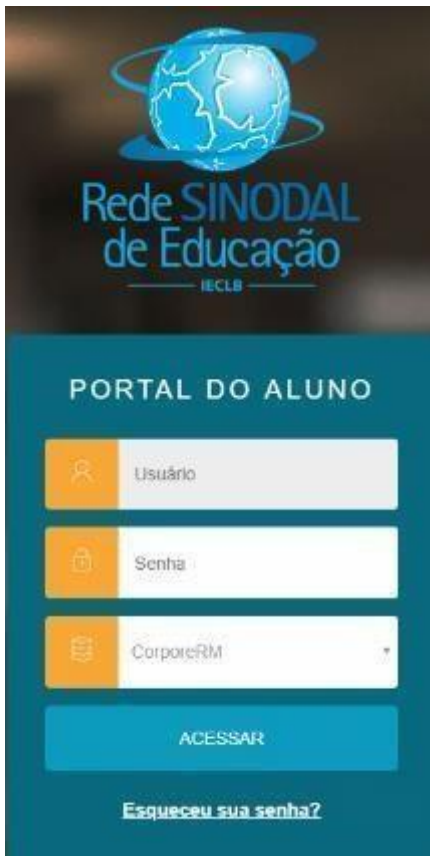 Rede SINODAL
de Educação
IECLB
PORTAL DO ALUNO
Usuário
Senha
CorporeRM
ACESSAR
Esqueceu sua senha?